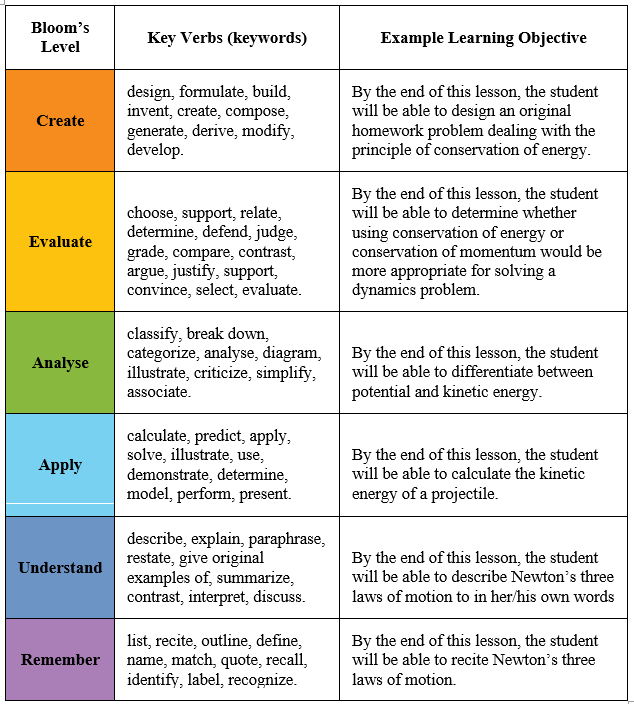 Bloom’s
Level
Key Verbs (keywords)
Example Learning Objective
Create
design, formulate, build,
invent, create, compose,
generate, derive, modify,
develop.
By the end of this lesson, the student
will be able to design an original
homework problem dealing with the
principle of conservation of energy.
Evaluate
choose, support, relate,
determine, defend, judge,
grade, compare, contrast,
argue, justify, support,
convince, select, evaluate.
By the end of this lesson, the student
will be able to determine whether
using conservation of energy or
conservation of momentum would be
more appropriate for solving a
dynamics problem.
Analyse
classify, break down,
categorize, analyse, diagram,
illustrate, criticize, simplify,
associate.
By the end of this lesson, the student
will be able to differentiate between
potential and kinetic energy.
Apply
calculate, predict, apply,
solve, illustrate, use,
demonstrate, determine,
model, perform, present.
By the end of this lesson, the student
will be able to calculate the kinetic
energy of a projectile.
Understand
describe, explain, paraphrase,
restate, give original
examples of, summarize,
contrast, interpret, discuss.
By the end of this lesson, the student
will be able to describe Newton’s three
laws of motion to in her/his own words
Remember
list, recite, outline, define,
name, match, quote, recall,
identify, label, recognize.
By the end of this lesson, the student
will be able to recite Newton’s three
laws of motion.